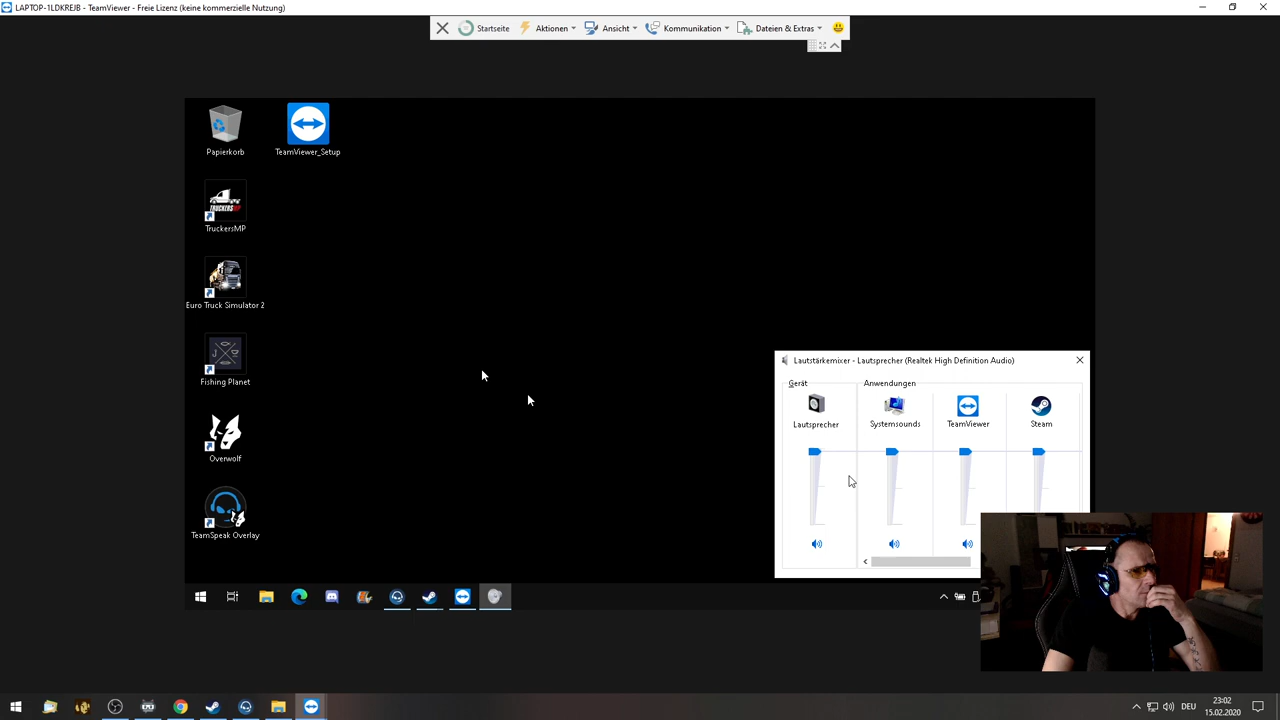 LAPTOP-1LDKREJB - TeamViewer - Freie Lizenz (keine kommerzielle Nutzung)
Startseite Aktionen Ansicht Kommunikation Dateien & Extras
Papierkorb
TeamViewer_Setup
TRUCKERSMP
TruckersMP
Euro Truck Simulator 2
Fishing Planet
Overwolf
TeamSpeak Overlay
Lautstärkemixer - Lautsprecher (Realtek High Definition Audio)
Gerät
Anwendungen
Lautsprecher
Systemsounds
TeamViewer
Steam
DEU
23:02
15.02.2020